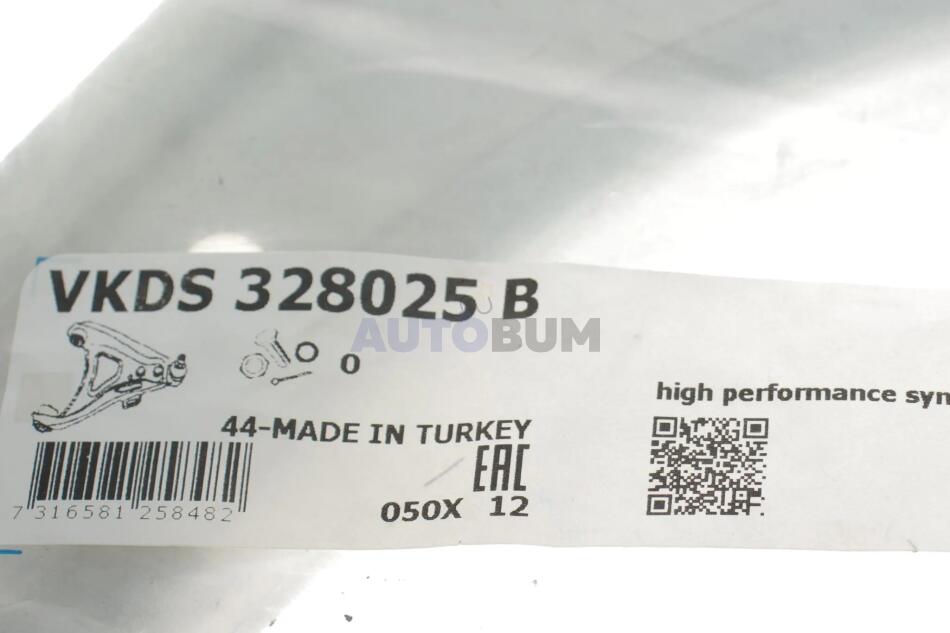 VKDS 328025 B
AUTOBUM
0
high performance syn
44-MADE IN TURKEY
EAC
7 316581 258482
050X 12